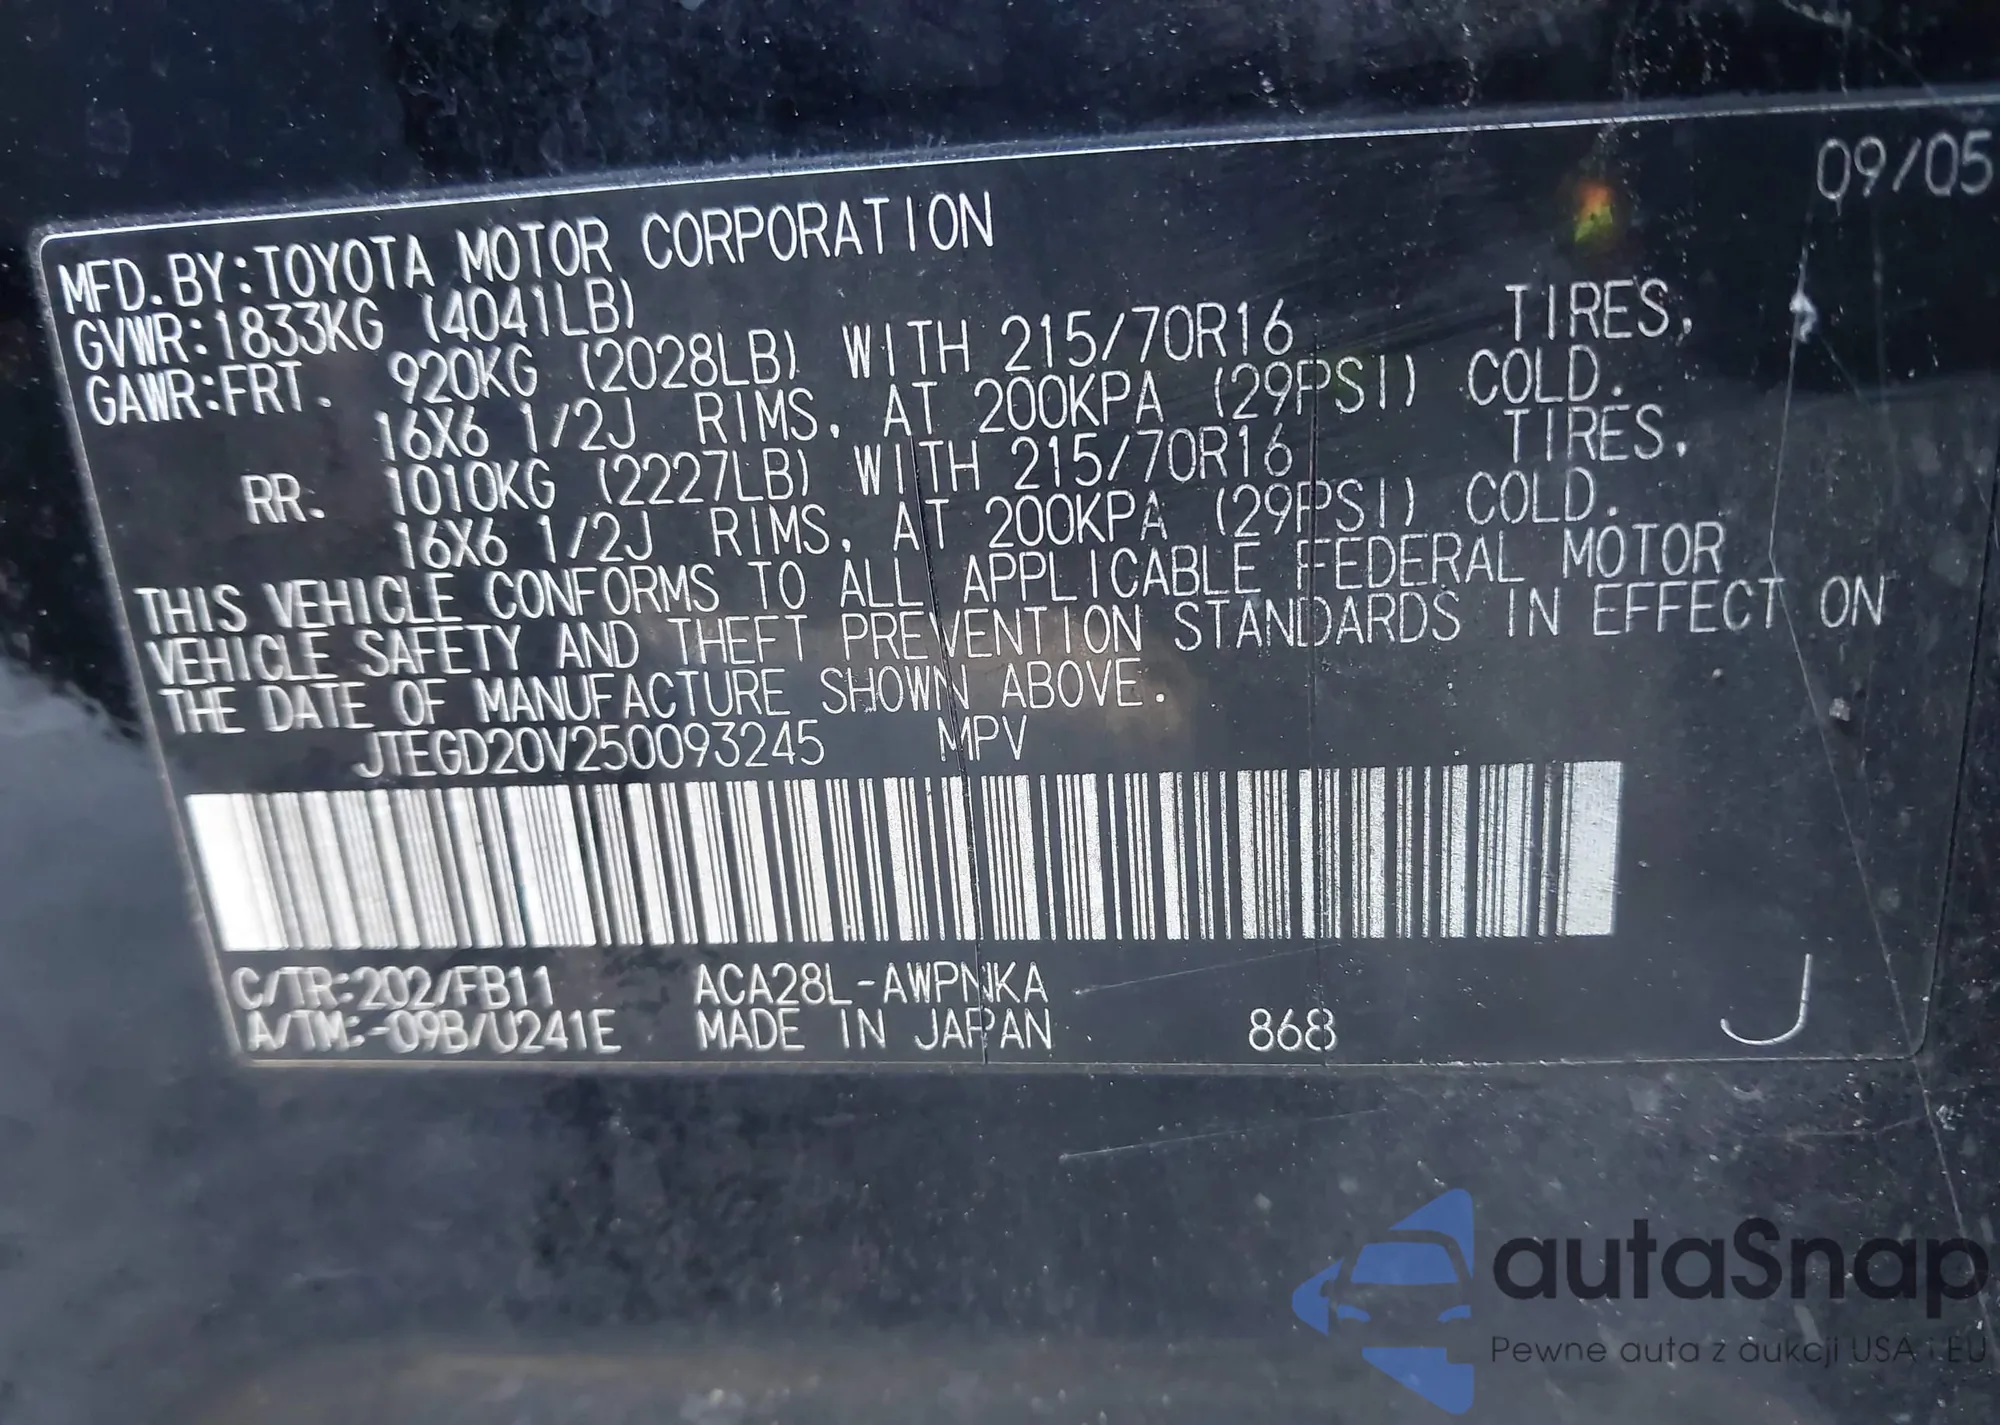 09/05
MFD.BY:TOYOTA MOTOR CORPORATION
GVWR:1833KG (4041LB)
GAWR:FRT. 920KG (2028LB) WITH 215/70R16 TIRES,
16X6 1/2J RIMS, AT 200KPA (29PSI) COLD.
RR. 1010KG (2227LB) WITH 215/70R16 TIRES,
16X6 1/2J RIMS, AT 200KPA (29PSI) COLD.
THIS VEHICLE CONFORMS TO ALL APPLICABLE FEDERAL MOTOR
VEHICLE SAFETY AND THEFT PREVENTION STANDARDS IN EFFECT ON
THE DATE OF MANUFACTURE SHOWN ABOVE.
JTEGD20V250093245 MPV
C/TR:202/FB11 ACA28L-AWPNKA
A/TM:-09B/U241E MADE IN JAPAN 868 J
autaSnap
Pewne auta z aukcji USA i EU